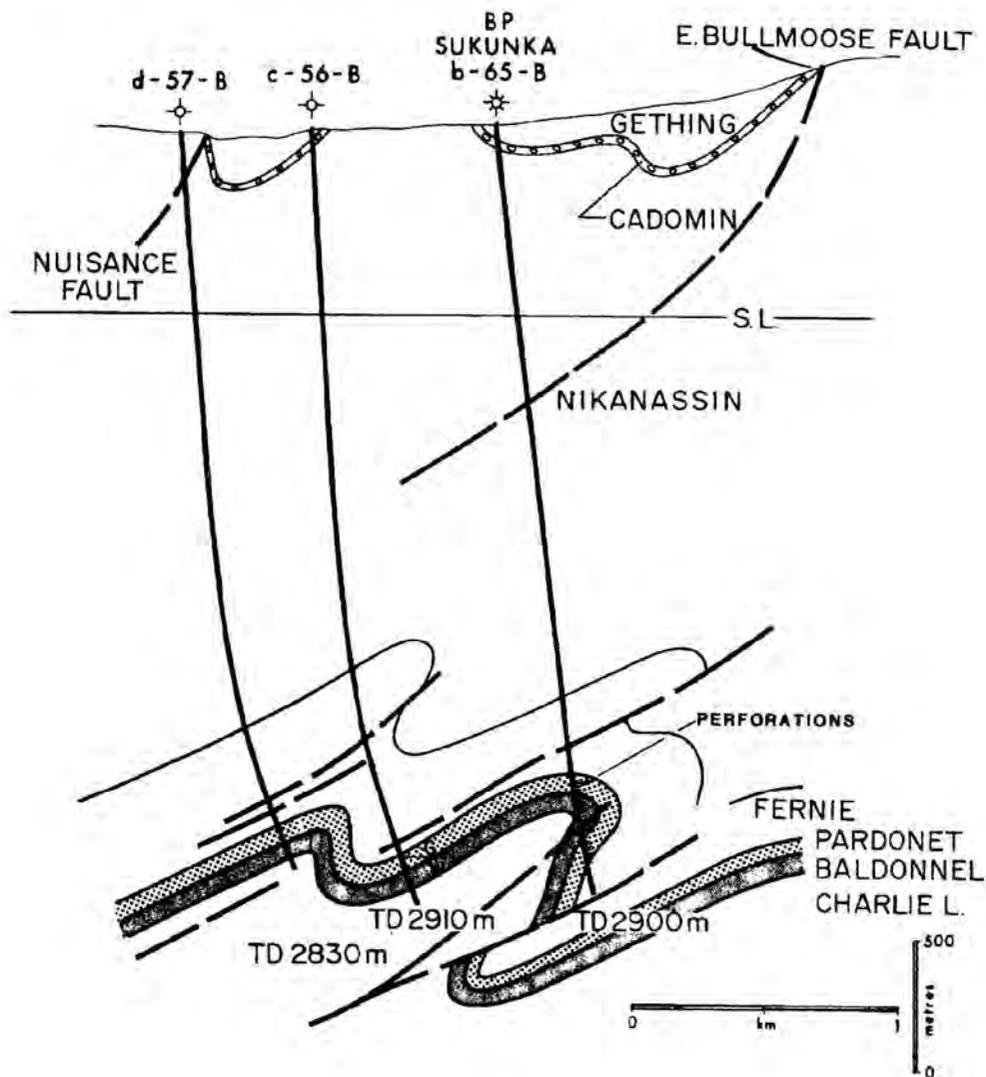 BP
SUKUNKA
b-65-B
E. BULLMOOSE FAULT
d-57-B
c-56-B
GETHING
CADOMIN
NUISANCE
FAULT
S.L
NIKANASSIN
PERFORATIONS
FERNIE
PARDONET
BALDONNEL
CHARLIE L.
TD 2910 m
TD 2900 m
TD 2830 m
500
metres
0
0
km
1